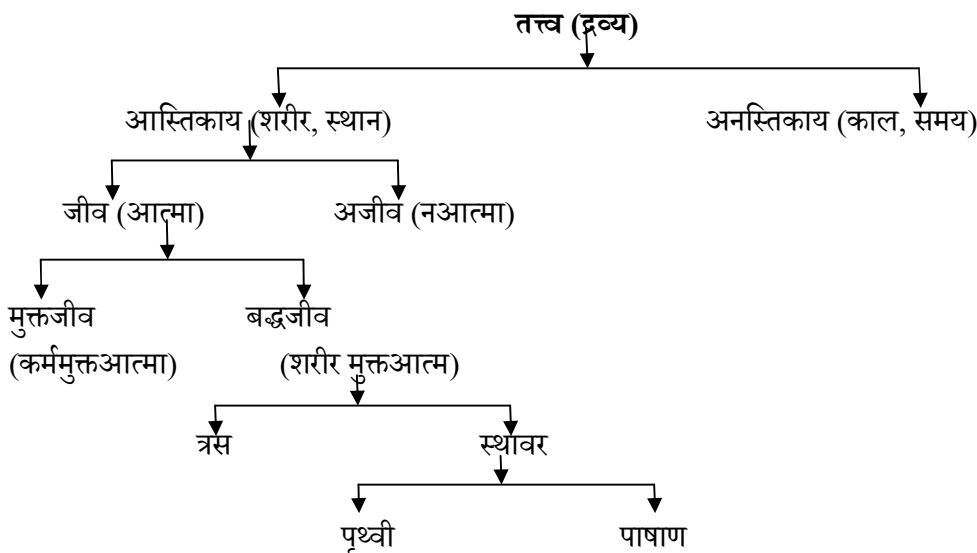 तत्त्व (द्रव्य)
आस्तिकाय (शरीर, स्थान) अनस्तिकाय (काल, समय)
जीव (आत्मा) अजीव (नआत्मा)
मुक्तजीव बद्धजीव
(कर्ममुक्तआत्मा) (शरीर मुक्तआत्म)
त्रस स्थावर
पृथ्वी पाषाण